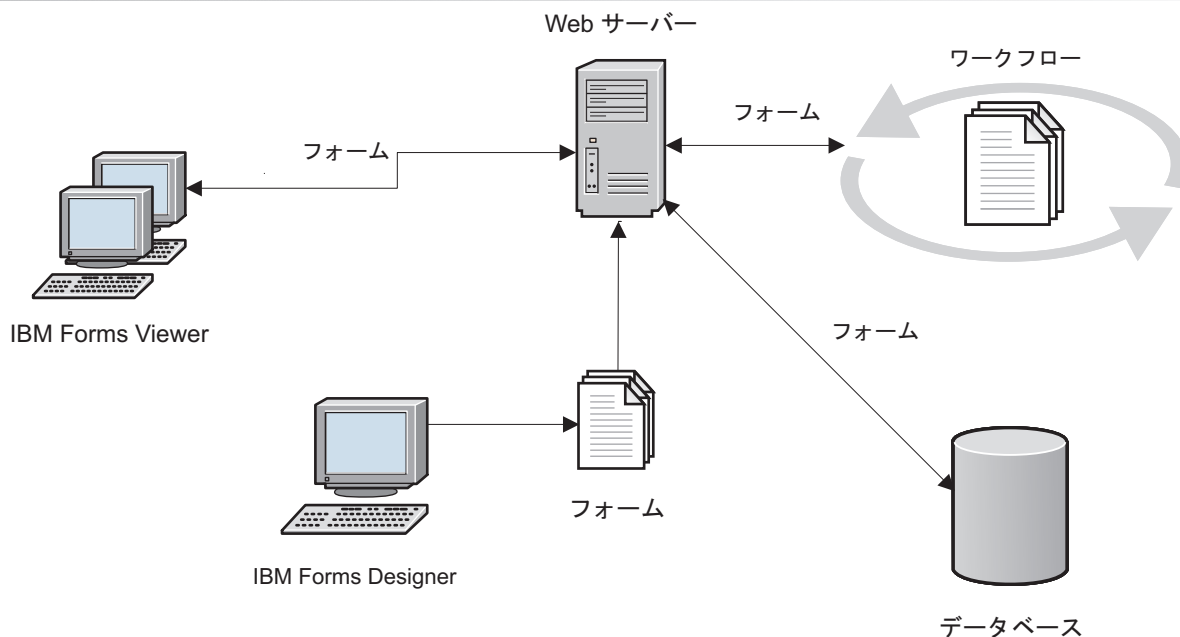 Web サーバー
ワークフロー
フォーム
フォーム
IBM Forms Viewer
フォーム
フォーム
IBM Forms Designer
データベース